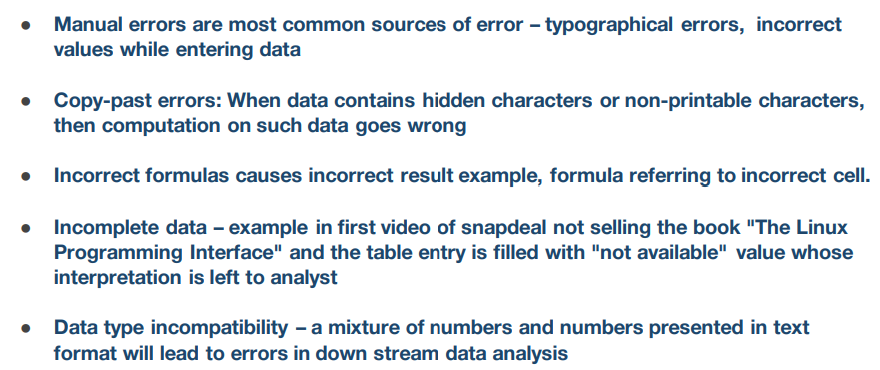 ● Manual errors are most common sources of error – typographical errors, incorrect
values while entering data
● Copy-past errors: When data contains hidden characters or non-printable characters,
then computation on such data goes wrong
● Incorrect formulas causes incorrect result example, formula referring to incorrect cell.
● Incomplete data – example in first video of snapdeal not selling the book "The Linux
Programming Interface" and the table entry is filled with "not available" value whose
interpretation is left to analyst
● Data type incompatibility – a mixture of numbers and numbers presented in text
format will lead to errors in down stream data analysis